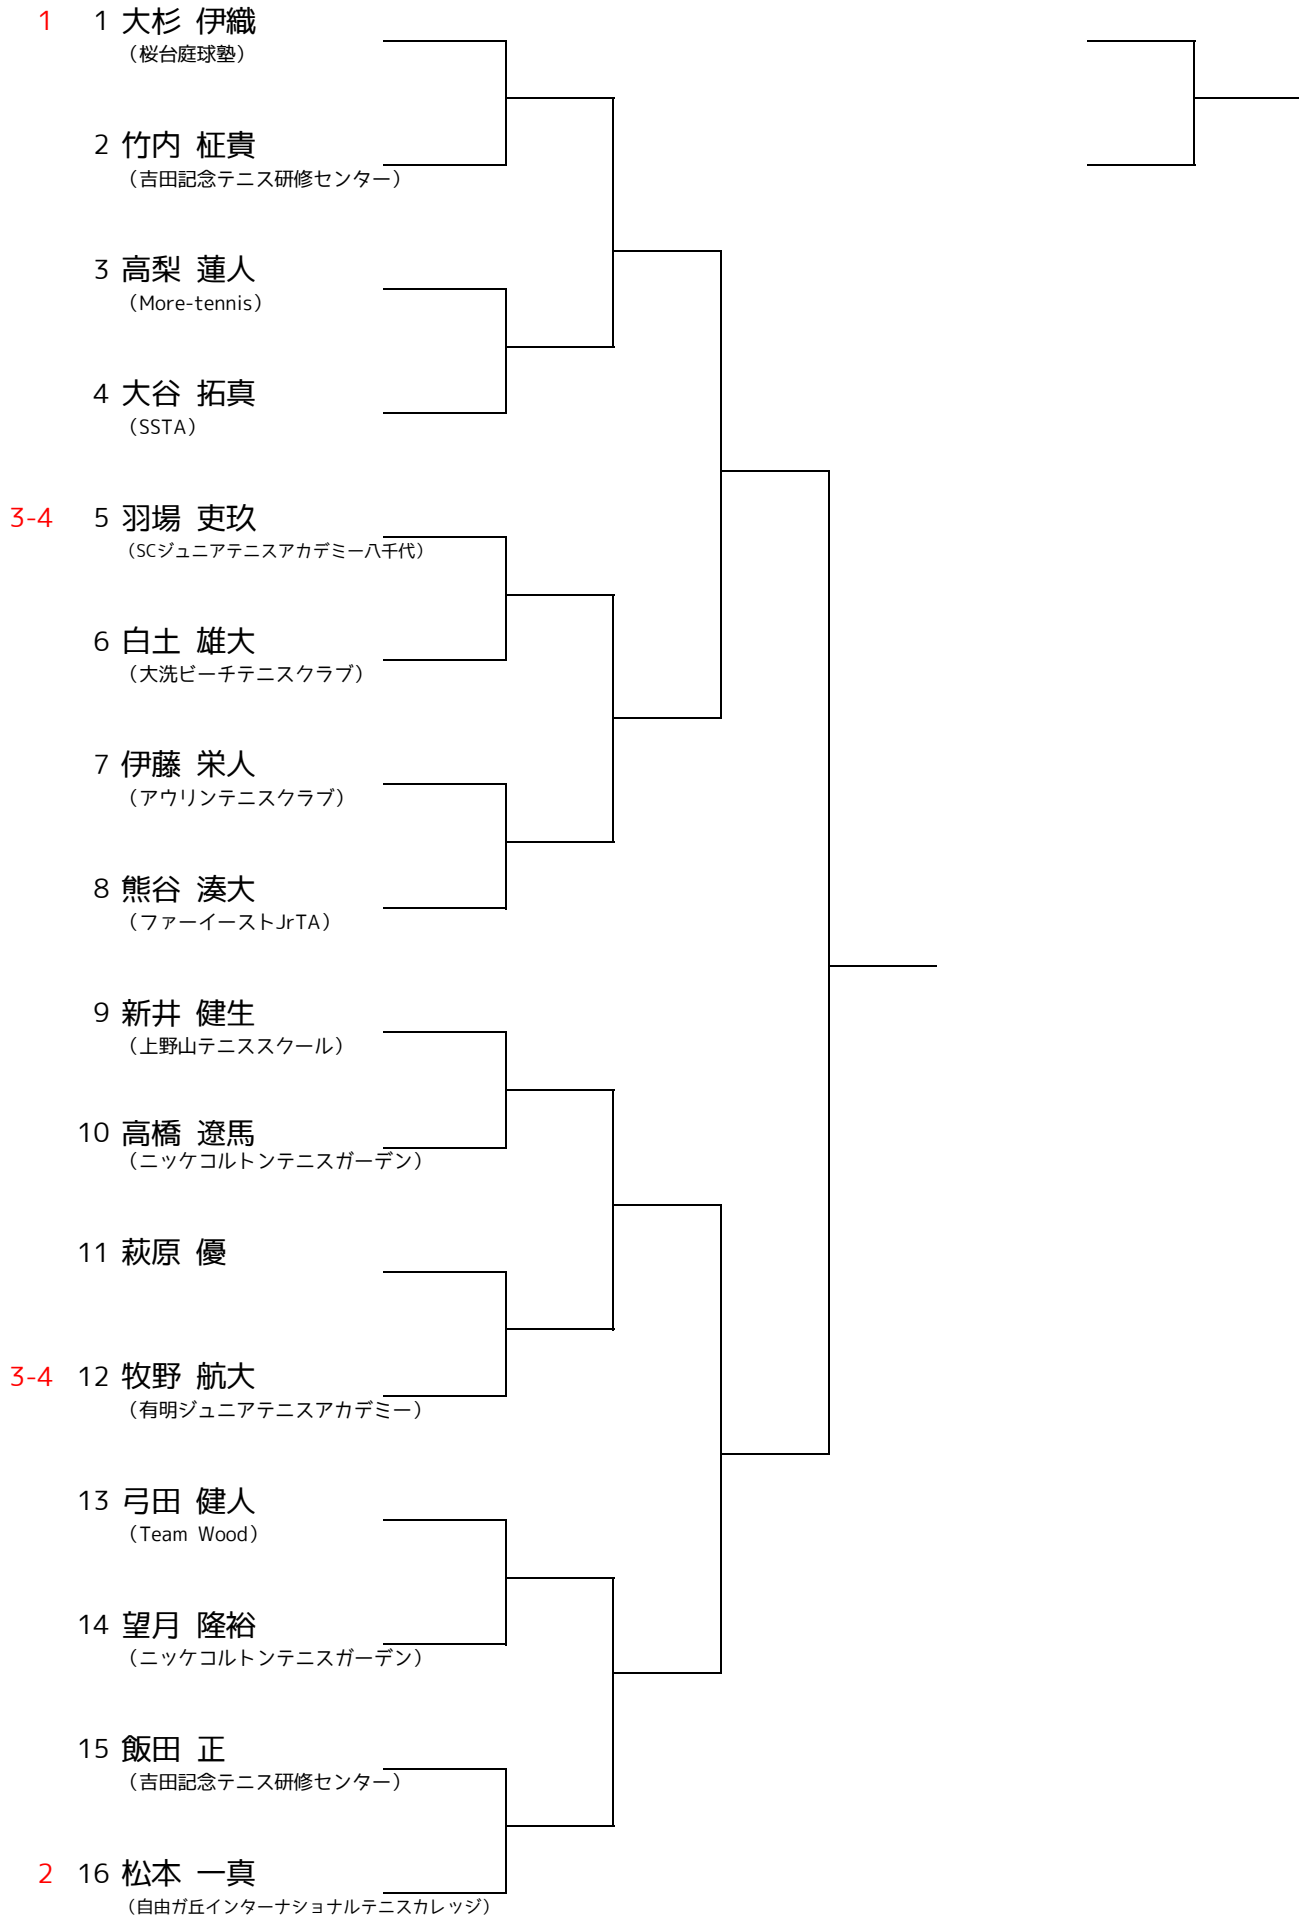 1 1 大杉 伊織
（桜台庭球塾）
2 竹内 柾貴
（吉田記念テニス研修センター）
3 高梨 蓮人
（More-tennis）
4 大谷 拓真
（SSTA）
3-4 5 羽場 吏玖
（SCジュニアテニスアカデミー八千代）
6 白土 雄大
（大洗ビーチテニスクラブ）
7 伊藤 栄人
（アウリンテニスクラブ）
8 熊谷 湊大
（ファーイーストJrTA）
9 新井 健生
（上野山テニススクール）
10 高橋 遼馬
（ニッケコルトンテニスガーデン）
11 萩原 優
3-4 12 牧野 航大
（有明ジュニアテニスアカデミー）
13 弓田 健人
（Team Wood）
14 望月 隆裕
（ニッケコルトンテニスガーデン）
15 飯田 正
（吉田記念テニス研修センター）
2 16 松本 一真
（自由ガ丘インターナショナルテニスカレッジ）